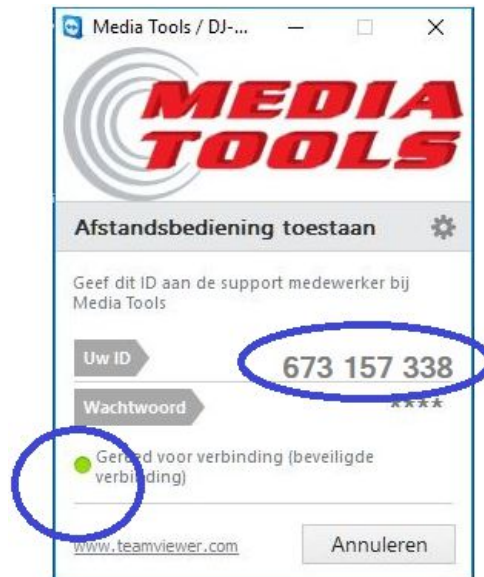 Media Tools / DJ-...
MEDIA
TOOLS
Afstandsbediening toestaan
Geef dit ID aan de support medewerker bij
Media Tools
Uw ID
673 157 338
Wachtwoord
****
Gereed voor verbinding (beveiligde
verbinding)
www.teamviewer.com
Annuleren